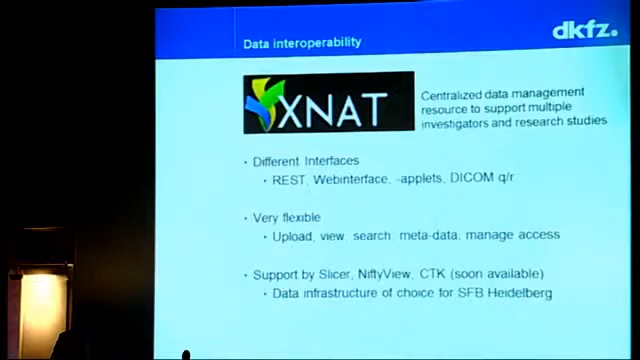 dkfz.
Data interoperability
XNAT
Centralized data management
resource to support multiple
investigators and research studies
· Different Interfaces
· REST, Webinterface, -applets, DICOM q/r
· Very flexible
· Upload, view, search, meta-data, manage access
· Support by Slicer, NiftyView, CTK (soon available)
· Data infrastructure of choice for SFB Heidelberg